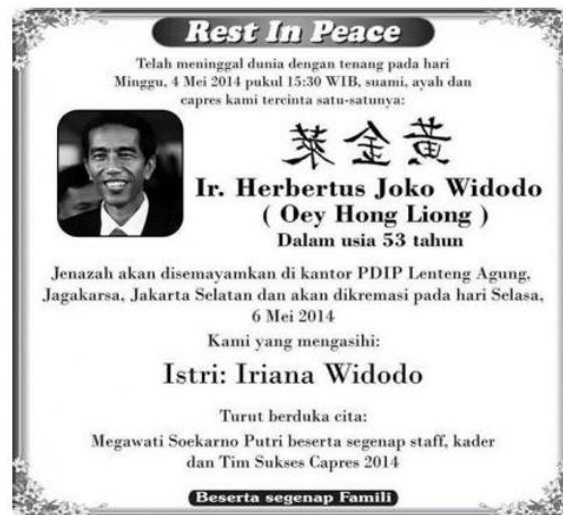 Rest In Peace
Telah meninggal dunia dengan tenang pada hari
Minggu, 4 Mei 2014 pukul 15:30 WIB, suami, ayah dan
capres kami tercinta satu-satunya:
萊金黄
Ir. Herbertus Joko Widodo
( Oey Hong Liong )
Dalam usia 53 tahun
Jenazah akan disemayamkan di kantor PDIP Lenteng Agung,
Jagakarsa, Jakarta Selatan dan akan dikremasi pada hari Selasa,
6 Mei 2014
Kami yang mengasihi:
Istri: Iriana Widodo
Turut berduka cita:
Megawati Soekarno Putri beserta segenap staff, kader
dan Tim Sukses Capres 2014
Beserta segenap Famili